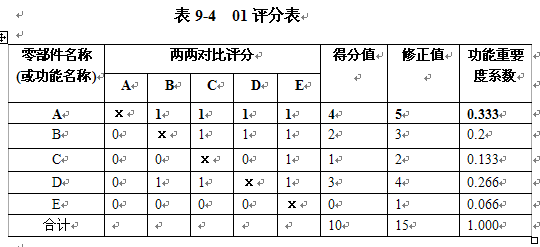 表 9-4 01 评分表
零部件名称 两两对比评分 得分值 修正值 功能重要
(或功能名称) 度系数
A B C D E
A x 1 1 1 1 4 5 0.333
B 0 x 1 1 1 2 3 0.2
C 0 0 x 0 1 1 2 0.133
D 0 1 1 x 1 3 4 0.266
E 0 0 0 0 x 0 1 0.066
合计 10 15 1.000